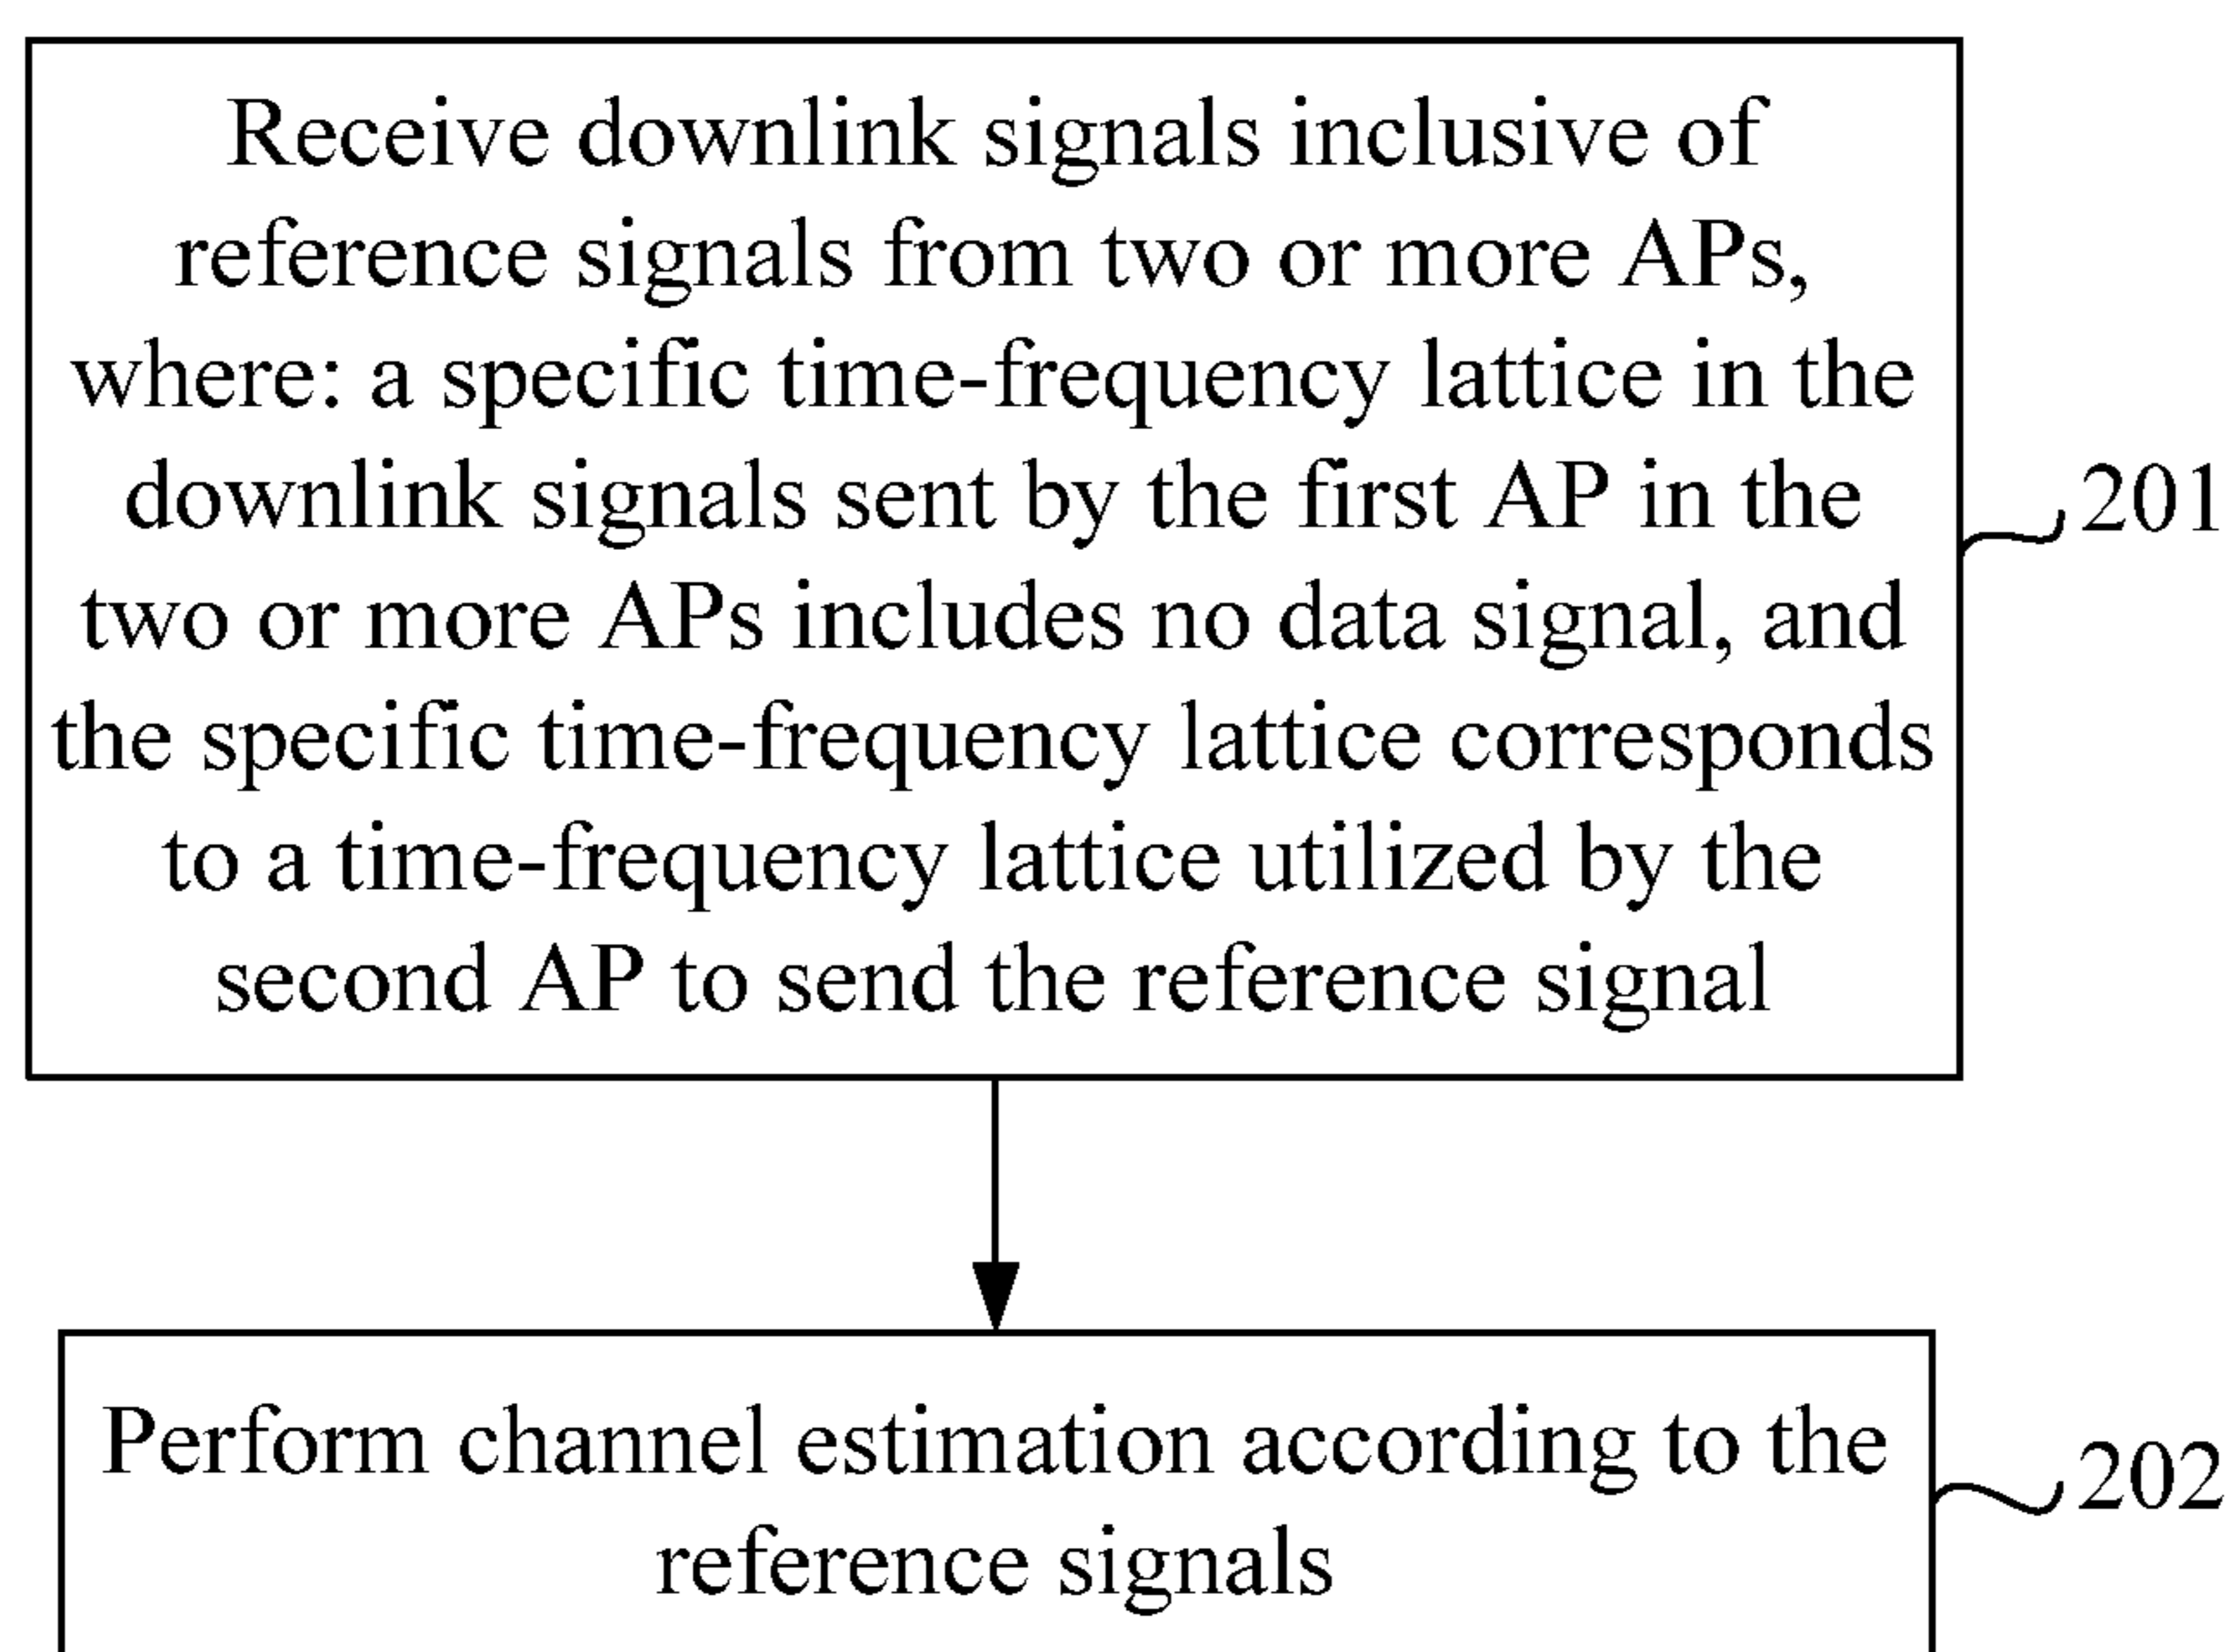 Receive downlink signals inclusive of
reference signals from two or more APs,
where: a specific time-frequency lattice in the
downlink signals sent by the first AP in the
two or more APs includes no data signal, and
the specific time-frequency lattice corresponds
to a time-frequency lattice utilized by the
second AP to send the reference signal
201
Perform channel estimation according to the
reference signals
202